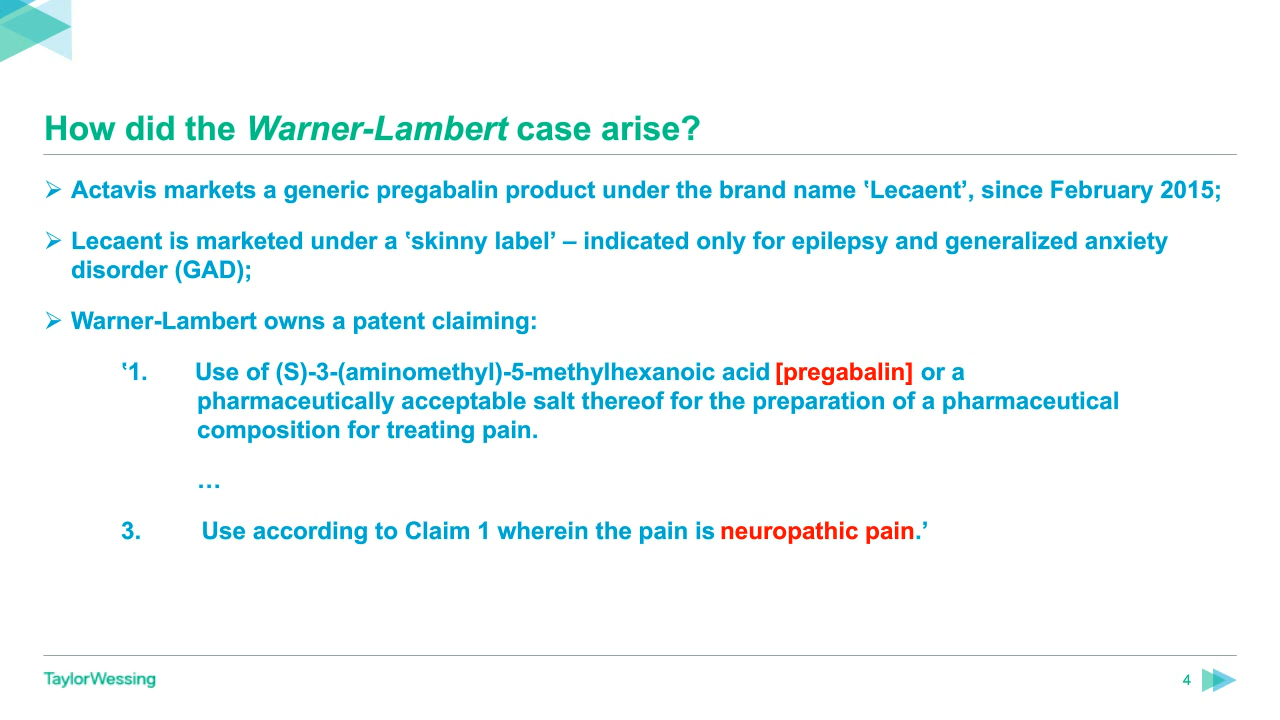 How did the Warner-Lambert case arise?
Actavis markets a generic pregabalin product under the brand name ‛Lecaent’, since February 2015;
Lecaent is marketed under a ‛skinny label’ – indicated only for epilepsy and generalized anxiety
disorder (GAD);
Warner-Lambert owns a patent claiming:
‛1. Use of (S)-3-(aminomethyl)-5-methylhexanoic acid [pregabalin] or a
pharmaceutically acceptable salt thereof for the preparation of a pharmaceutical
composition for treating pain.
…
3. Use according to Claim 1 wherein the pain is neuropathic pain.’
TaylorWessing
4